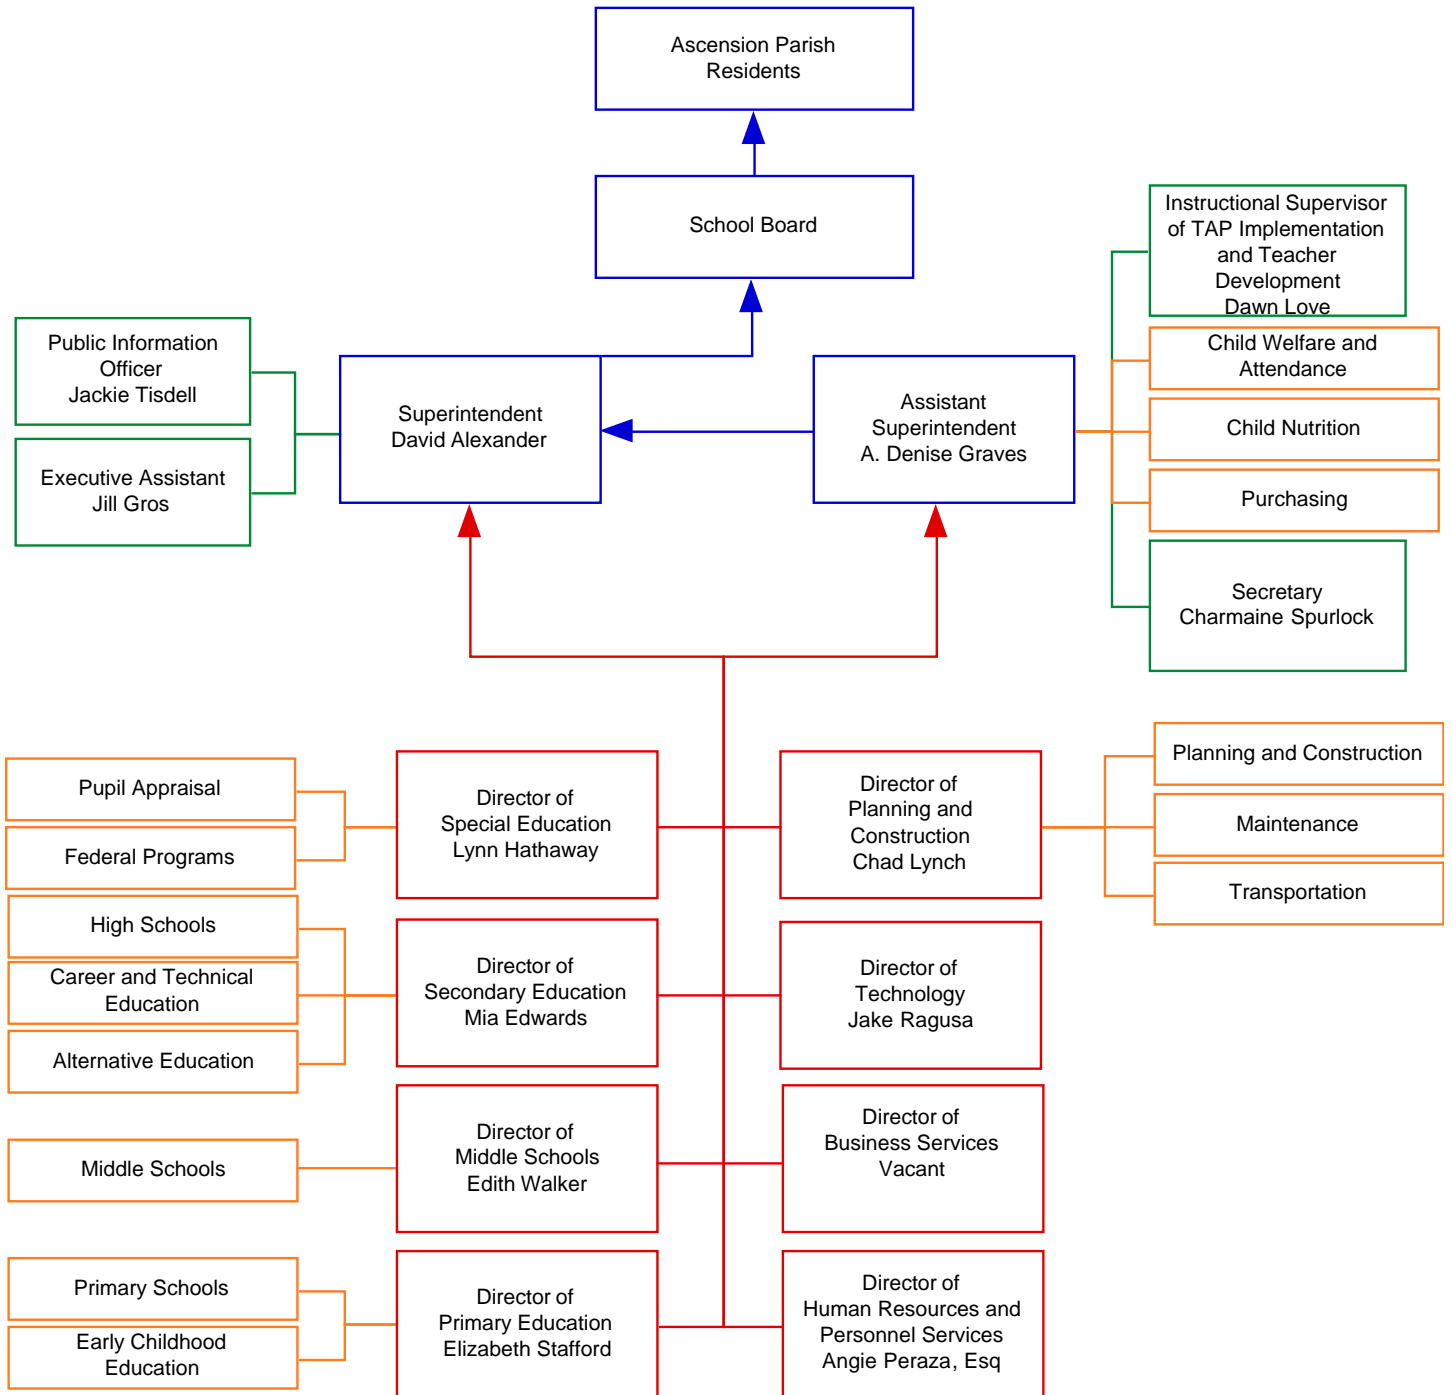 Ascension Parish
Residents
School Board
Instructional Supervisor
of TAP Implementation
and Teacher
Development
Dawn Love
Public Information
Officer
Jackie Tisdell
Executive Assistant
Jill Gros
Superintendent
David Alexander
Assistant
Superintendent
A. Denise Graves
Child Welfare and
Attendance
Child Nutrition
Purchasing
Secretary
Charmaine Spurlock
Pupil Appraisal
Federal Programs
Director of
Special Education
Lynn Hathaway
Director of
Planning and
Construction
Chad Lynch
Planning and Construction
Maintenance
Transportation
High Schools
Career and Technical
Education
Alternative Education
Director of
Secondary Education
Mia Edwards
Director of
Technology
Jake Ragusa
Middle Schools
Director of
Middle Schools
Edith Walker
Director of
Business Services
Vacant
Primary Schools
Early Childhood
Education
Director of
Primary Education
Elizabeth Stafford
Director of
Human Resources and
Personnel Services
Angie Peraza, Esq